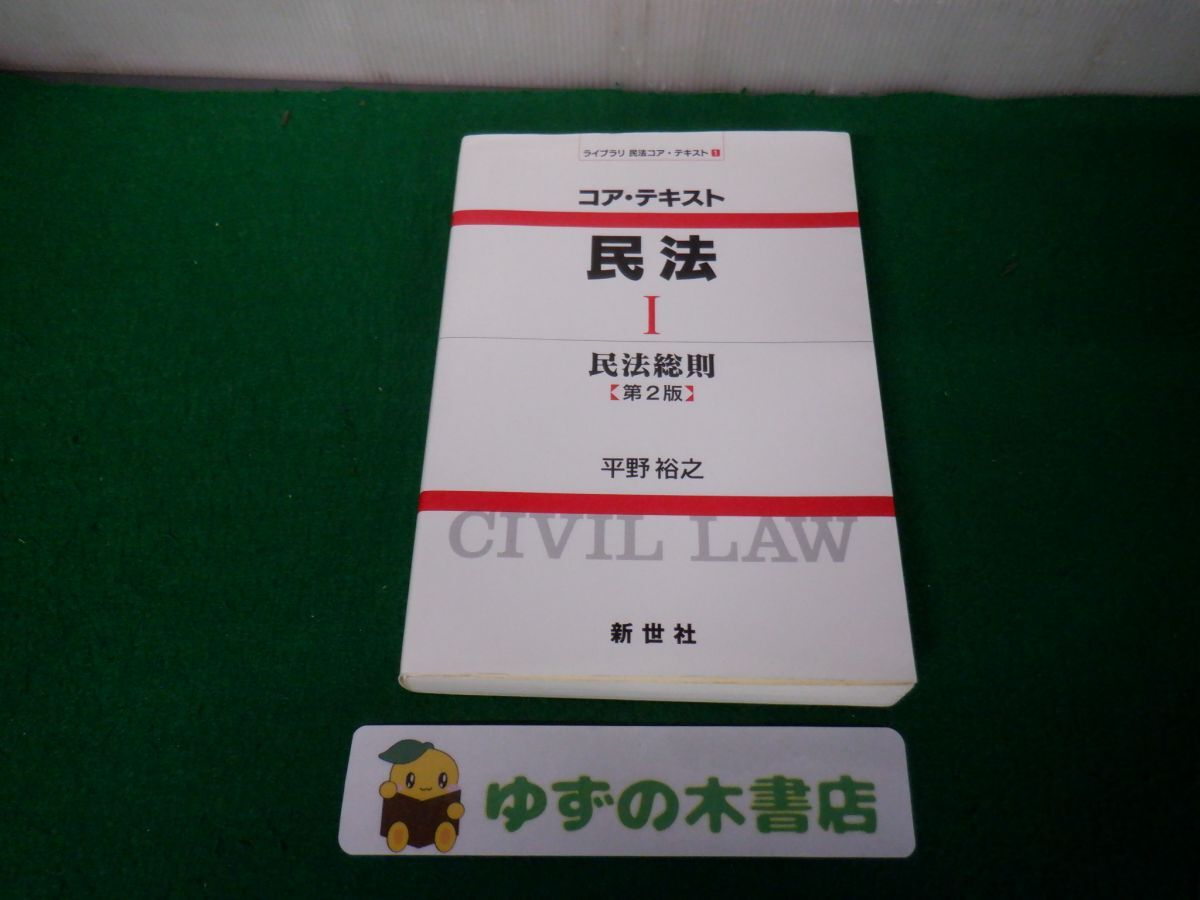 ライブラリ 民法コア・テキスト 1
コア・テキスト
民法
I
民法総則
【第2版】
平野裕之
CIVIL LAW
新世社
ゆずの木書店